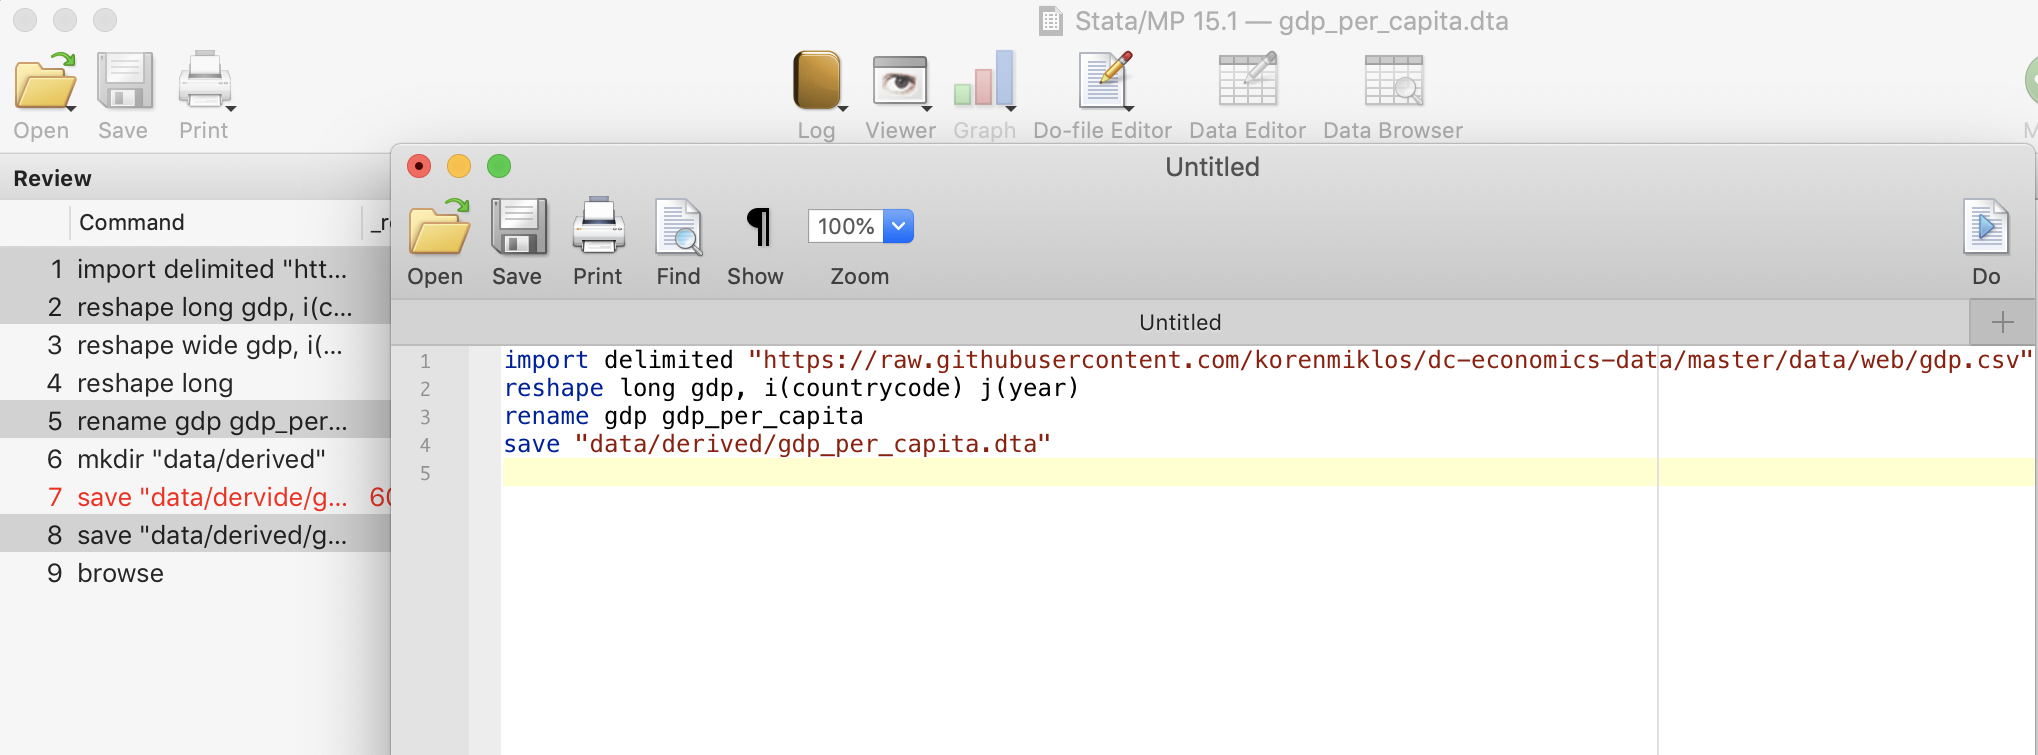 Stata/MP 15.1 — gdp_per_capita.dta
Open Save Print Log Viewer Graph Do-file Editor Data Editor Data Browser
Review
Command
1 import delimited "htt...
2 reshape long gdp, i(c...
3 reshape wide gdp, i(...
4 reshape long
5 rename gdp gdp_per...
6 mkdir "data/derived"
7 save "data/dervide/g...
8 save "data/derived/g...
9 browse
Untitled
¶ 100%
Open Save Print Find Show Zoom Do
Untitled
1 import delimited "https://raw.githubusercontent.com/korenmiklos/dc-economics-data/master/data/web/gdp.csv"
2 reshape long gdp, i(countrycode) j(year)
3 rename gdp gdp_per_capita
4 save "data/derived/gdp_per_capita.dta"
5